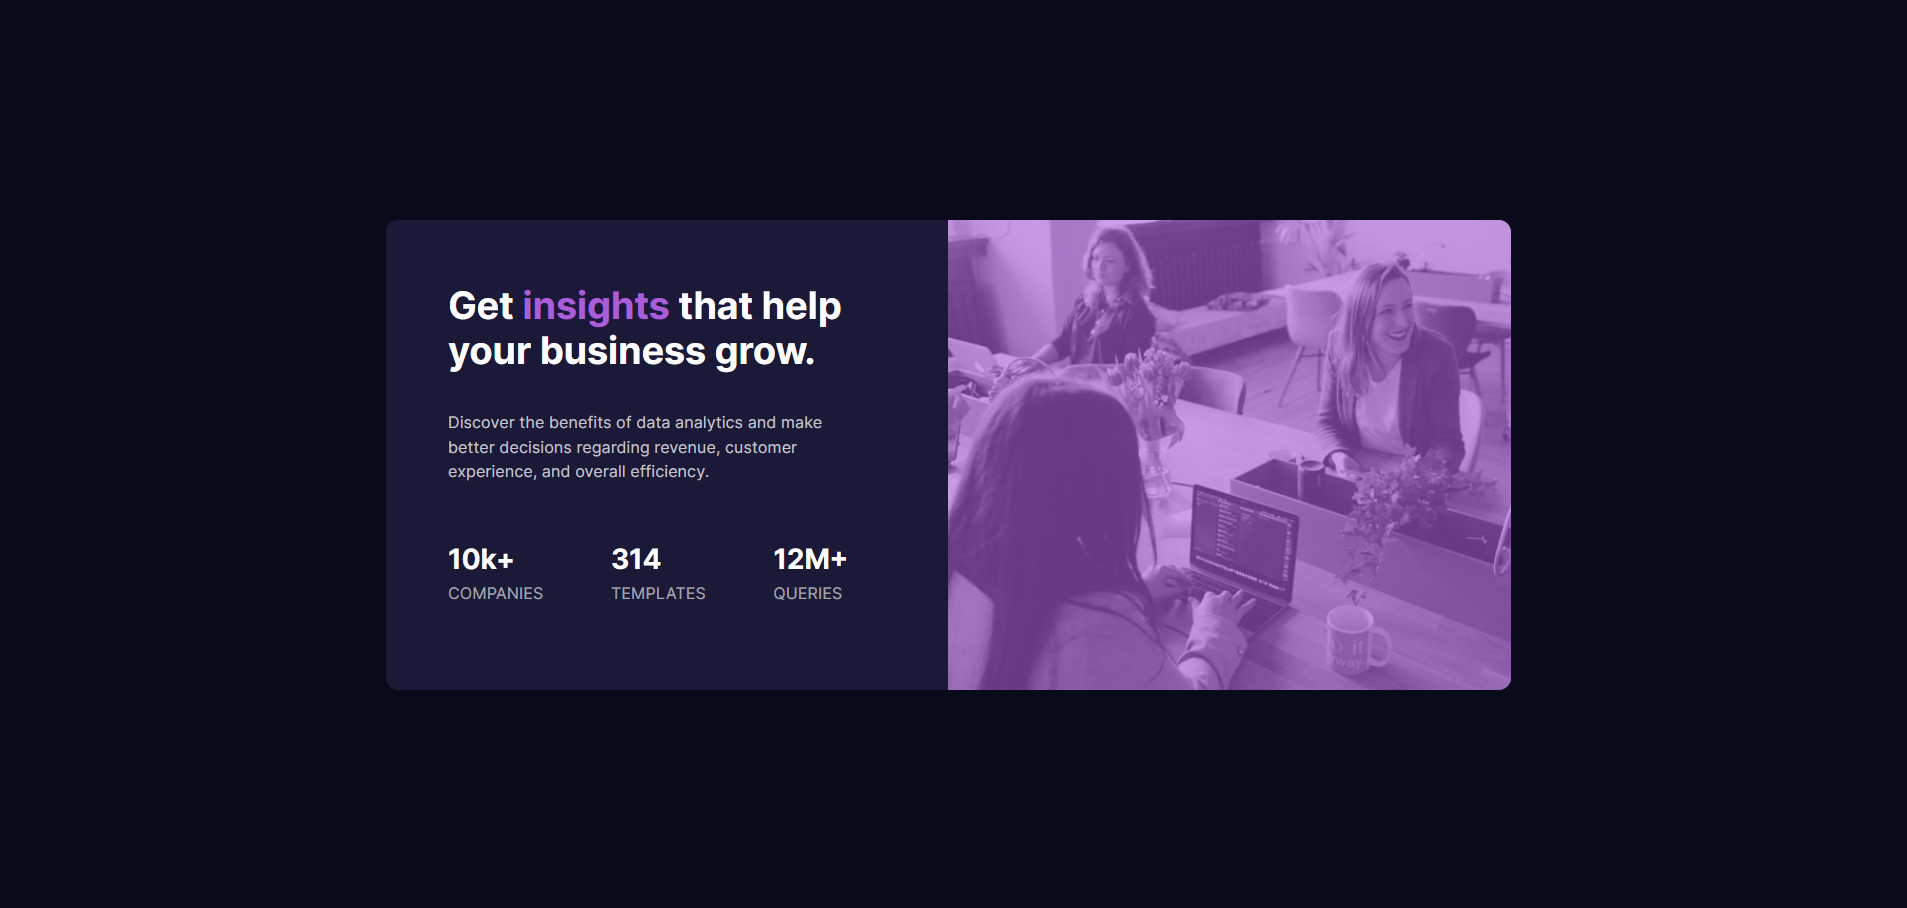 Get insights that help
your business grow.
Discover the benefits of data analytics and make
better decisions regarding revenue, customer
experience, and overall efficiency.
10k+ 314 12M+
COMPANIES TEMPLATES QUERIES